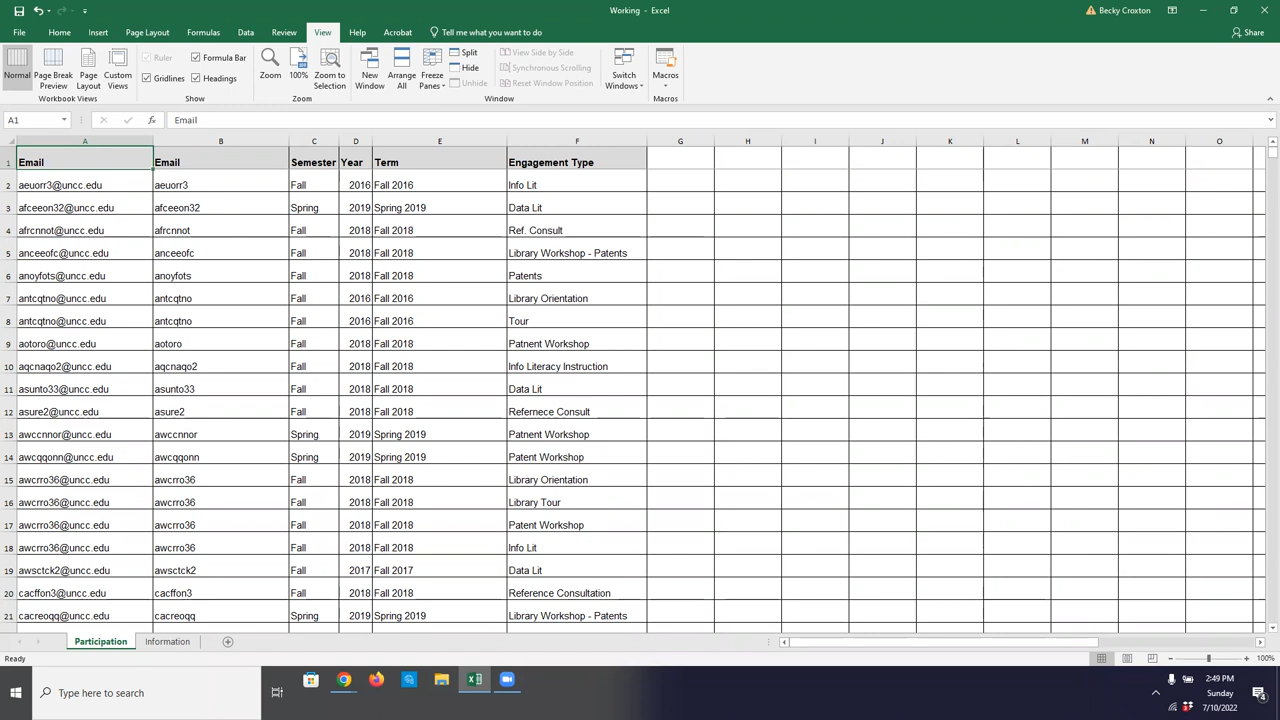 Working - Excel
Becky Croxton
File Home Insert Page Layout Formulas Data Review View Help Acrobat Tell me what you want to do Share
Normal
Page Break Preview
Page Layout
Custom Views
Workbook Views
Ruler
Formula Bar
Gridlines
Headings
Show
Zoom
100%
Zoom to Selection
Zoom
New Window
Arrange All
Freeze Panes
Split
Hide
Unhide
View Side by Side
Synchronous Scrolling
Reset Window Position
Window
Switch Windows
Macros
Macros
A1 fx Email
A B C D E F G H I J K L M N O
1 Email Email Semester Year Term Engagement Type
2 aeuorr3@uncc.edu aeuorr3 Fall 2016 Fall 2016 Info Lit
3 afceeon32@uncc.edu afceeon32 Spring 2019 Spring 2019 Data Lit
4 afrcnnot@uncc.edu afrcnnot Fall 2018 Fall 2018 Ref. Consult
5 anceeofc@uncc.edu anceeofc Fall 2018 Fall 2018 Library Workshop - Patents
6 anoyfots@uncc.edu anoyfots Fall 2018 Fall 2018 Patents
7 antcqtno@uncc.edu antcqtno Fall 2016 Fall 2016 Library Orientation
8 antcqtno@uncc.edu antcqtno Fall 2016 Fall 2016 Tour
9 aotoro@uncc.edu aotoro Fall 2018 Fall 2018 Patnent Workshop
10 aqcnaqo2@uncc.edu aqcnaqo2 Fall 2018 Fall 2018 Info Literacy Instruction
11 asunto33@uncc.edu asunto33 Fall 2018 Fall 2018 Data Lit
12 asure2@uncc.edu asure2 Fall 2018 Fall 2018 Refernece Consult
13 awccnnor@uncc.edu awccnnor Spring 2019 Spring 2019 Patnent Workshop
14 awcqqonn@uncc.edu awcqqonn Spring 2019 Spring 2019 Patent Workshop
15 awcrro36@uncc.edu awcrro36 Fall 2018 Fall 2018 Library Orientation
16 awcrro36@uncc.edu awcrro36 Fall 2018 Fall 2018 Library Tour
17 awcrro36@uncc.edu awcrro36 Fall 2018 Fall 2018 Patent Workshop
18 awcrro36@uncc.edu awcrro36 Fall 2018 Fall 2018 Info Lit
19 awsctck2@uncc.edu awsctck2 Fall 2017 Fall 2017 Data Lit
20 cacffon3@uncc.edu cacffon3 Fall 2018 Fall 2018 Reference Consultation
21 cacreoqq@uncc.edu cacreoqq Spring 2019 Spring 2019 Library Workshop - Patents
Participation Information
Ready 100%
Type here to search
2:49 PM
Sunday
7/10/2022
4